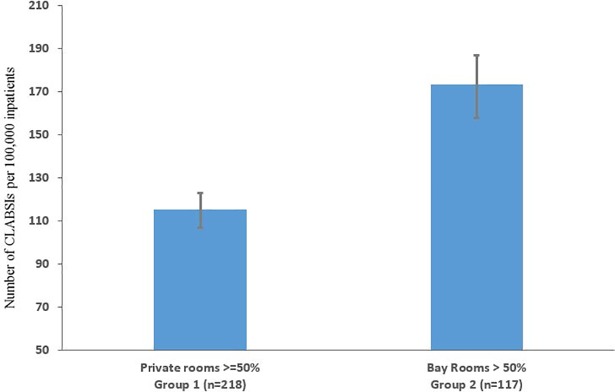 Number of CLABSIs per 100,000 inpatients
210
190
170
150
130
110
90
70
50
Private rooms >=50%
Group 1 (n=218)
Bay Rooms > 50%
Group 2 (n=117)